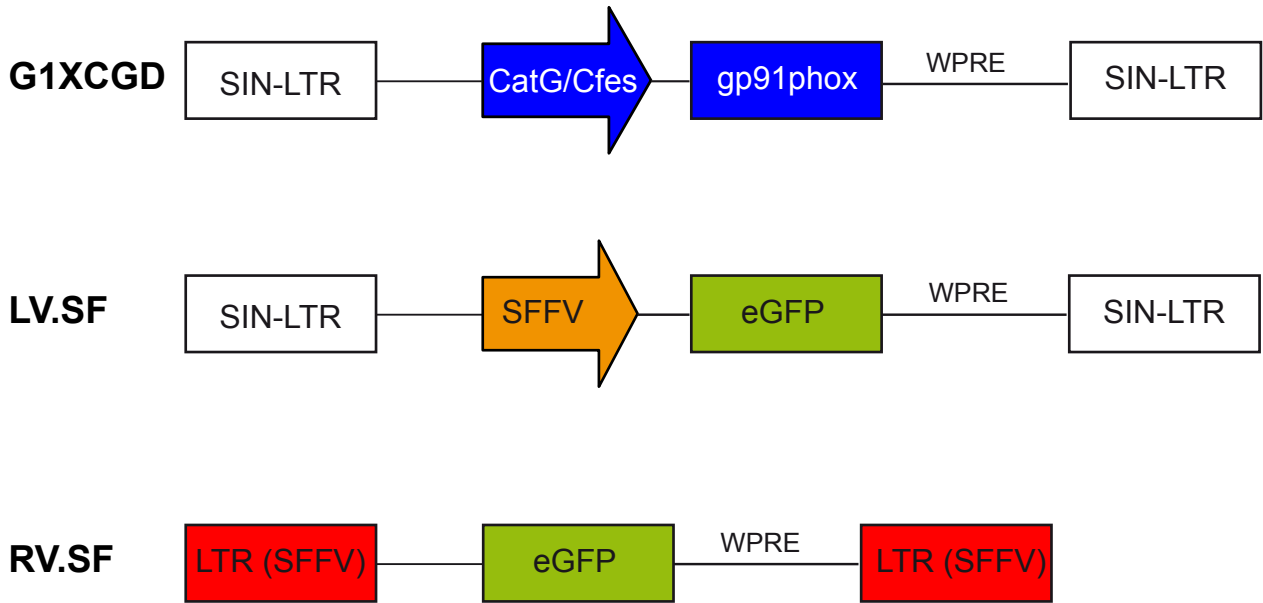 G1XCGD SIN-LTR CatG/Cfes gp91phox WPRE SIN-LTR
LV.SF SIN-LTR SFFV eGFP WPRE SIN-LTR
RV.SF LTR (SFFV) eGFP WPRE LTR (SFFV)